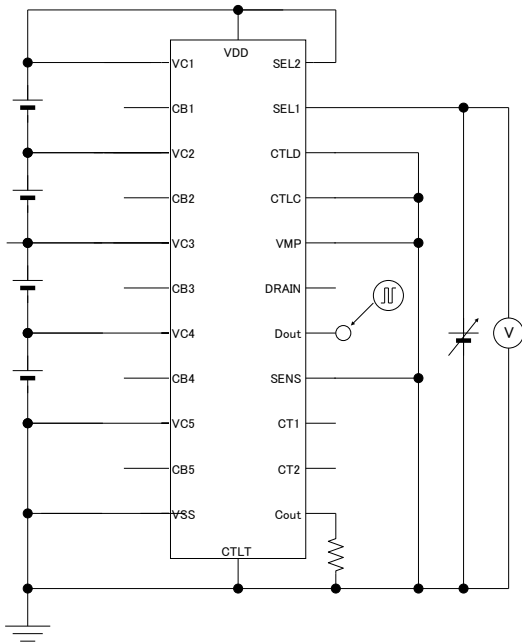 VDD
VC1
SEL2
CB1
SEL1
VC2
CTLD
CB2
CTLC
VC3
VMP
CB3
DRAIN
VC4
Dout
V
CB4
SENS
VC5
CT1
CB5
CT2
VSS
Cout
CTLT